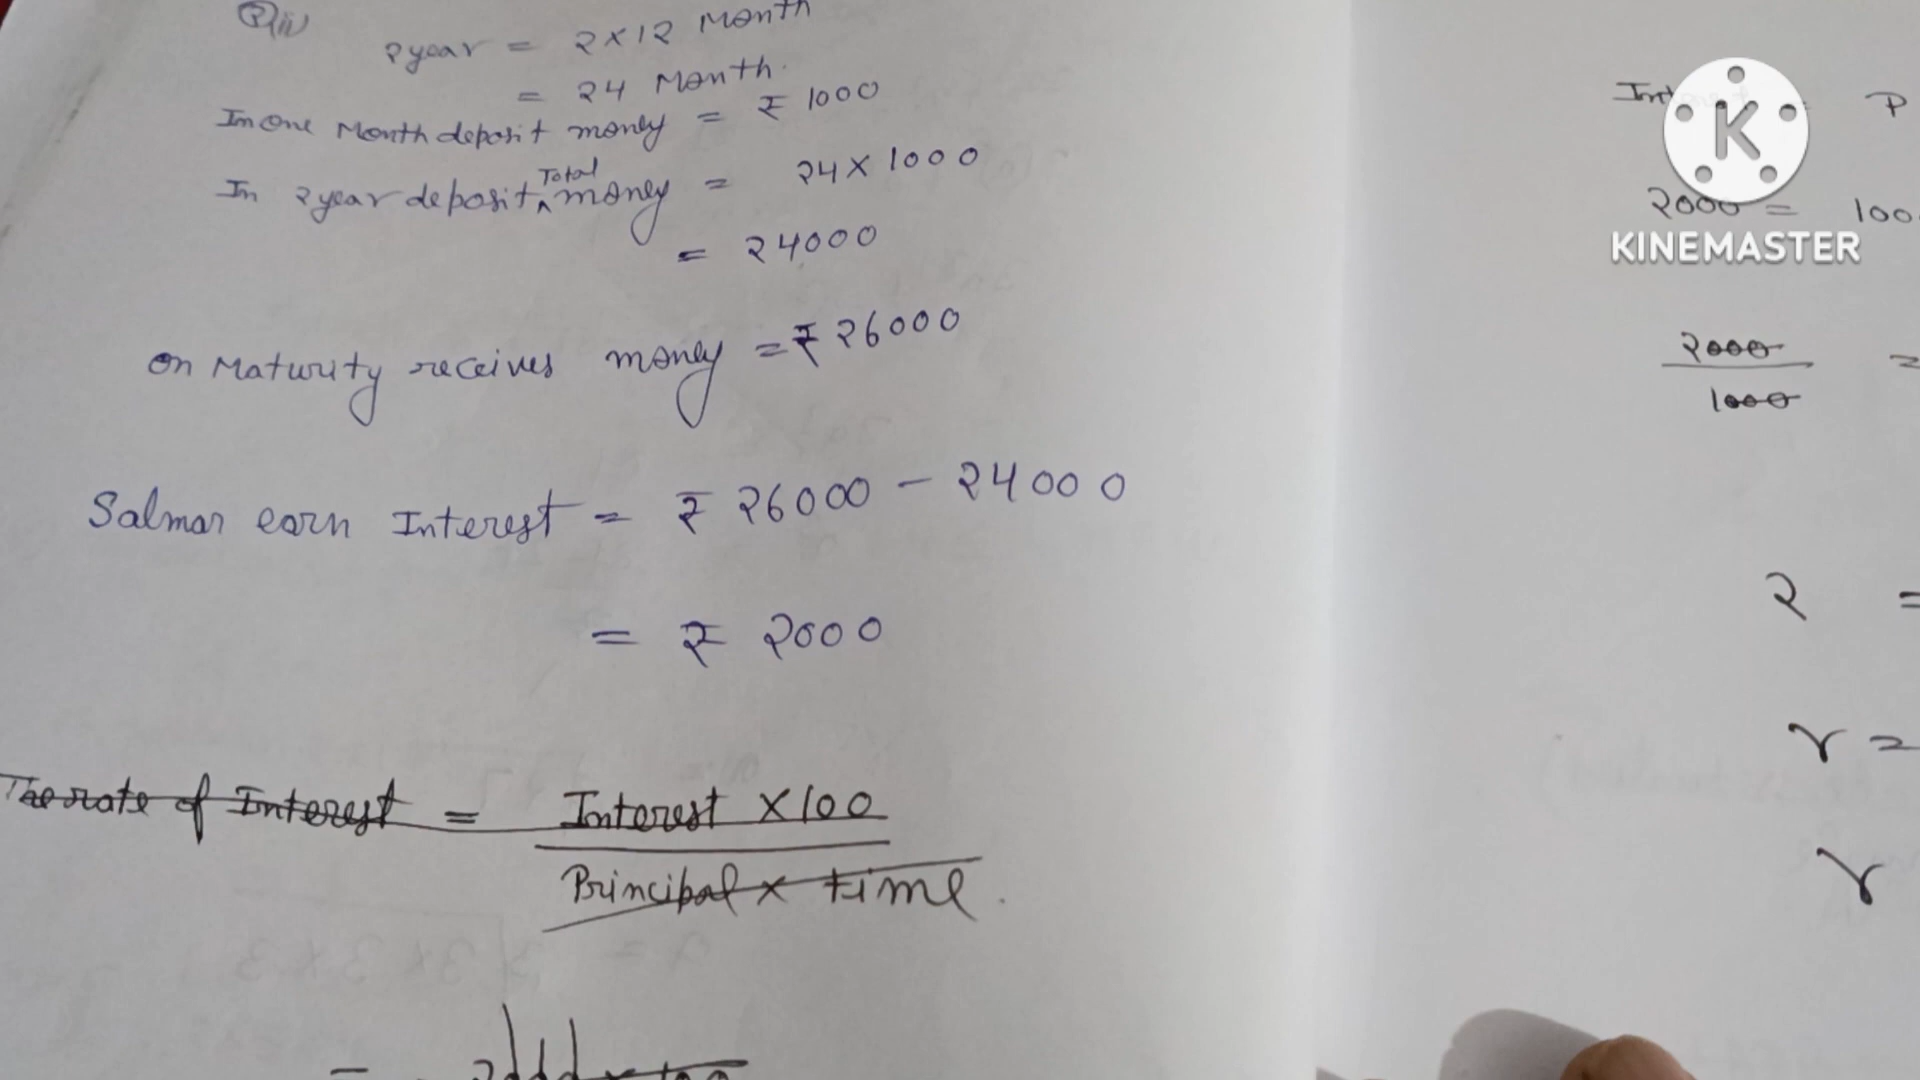 Q ii)
2 year = 2×12 Month
= 24 Month.
In one Month deposit money = ₹ 1000
In 2 year deposit Total money = 24 × 1000
= 24000
On Maturity receives money = ₹ 26000
Salmar earn Interest = ₹ 26000 - 24000
= ₹ 2000
The rate of Interest = Interest ×100
Principal × time.
P
2000 = 100
2000 =
1000
2 =
r =
r
KINEMASTER